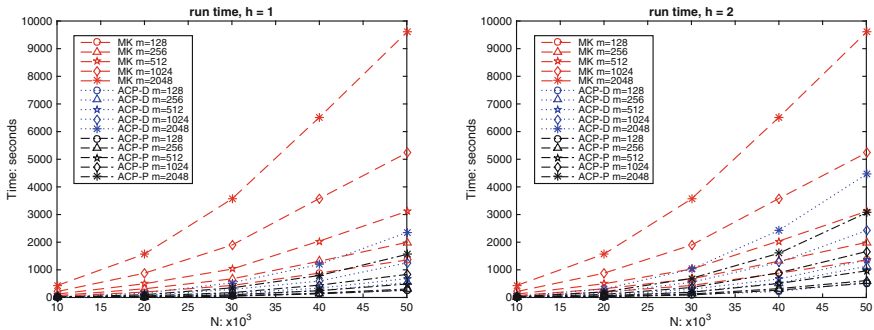 run time, h = 1
10000
9000
8000
7000
6000
5000
4000
3000
2000
1000
0
Time: seconds
MK m=128
MK m=256
MK m=512
MK m=1024
MK m=2048
ACP-D m=128
ACP-D m=256
ACP-D m=512
ACP-D m=1024
ACP-D m=2048
ACP-P m=128
ACP-P m=256
ACP-P m=512
ACP-P m=1024
ACP-P m=2048
10 15 20 25 30 35 40 45 50
N: x10³
run time, h = 2
10000
9000
8000
7000
6000
5000
4000
3000
2000
1000
0
Time: seconds
MK m=128
MK m=256
MK m=512
MK m=1024
MK m=2048
ACP-D m=128
ACP-D m=256
ACP-D m=512
ACP-D m=1024
ACP-D m=2048
ACP-P m=128
ACP-P m=256
ACP-P m=512
ACP-P m=1024
ACP-P m=2048
10 15 20 25 30 35 40 45 50
N: x10³